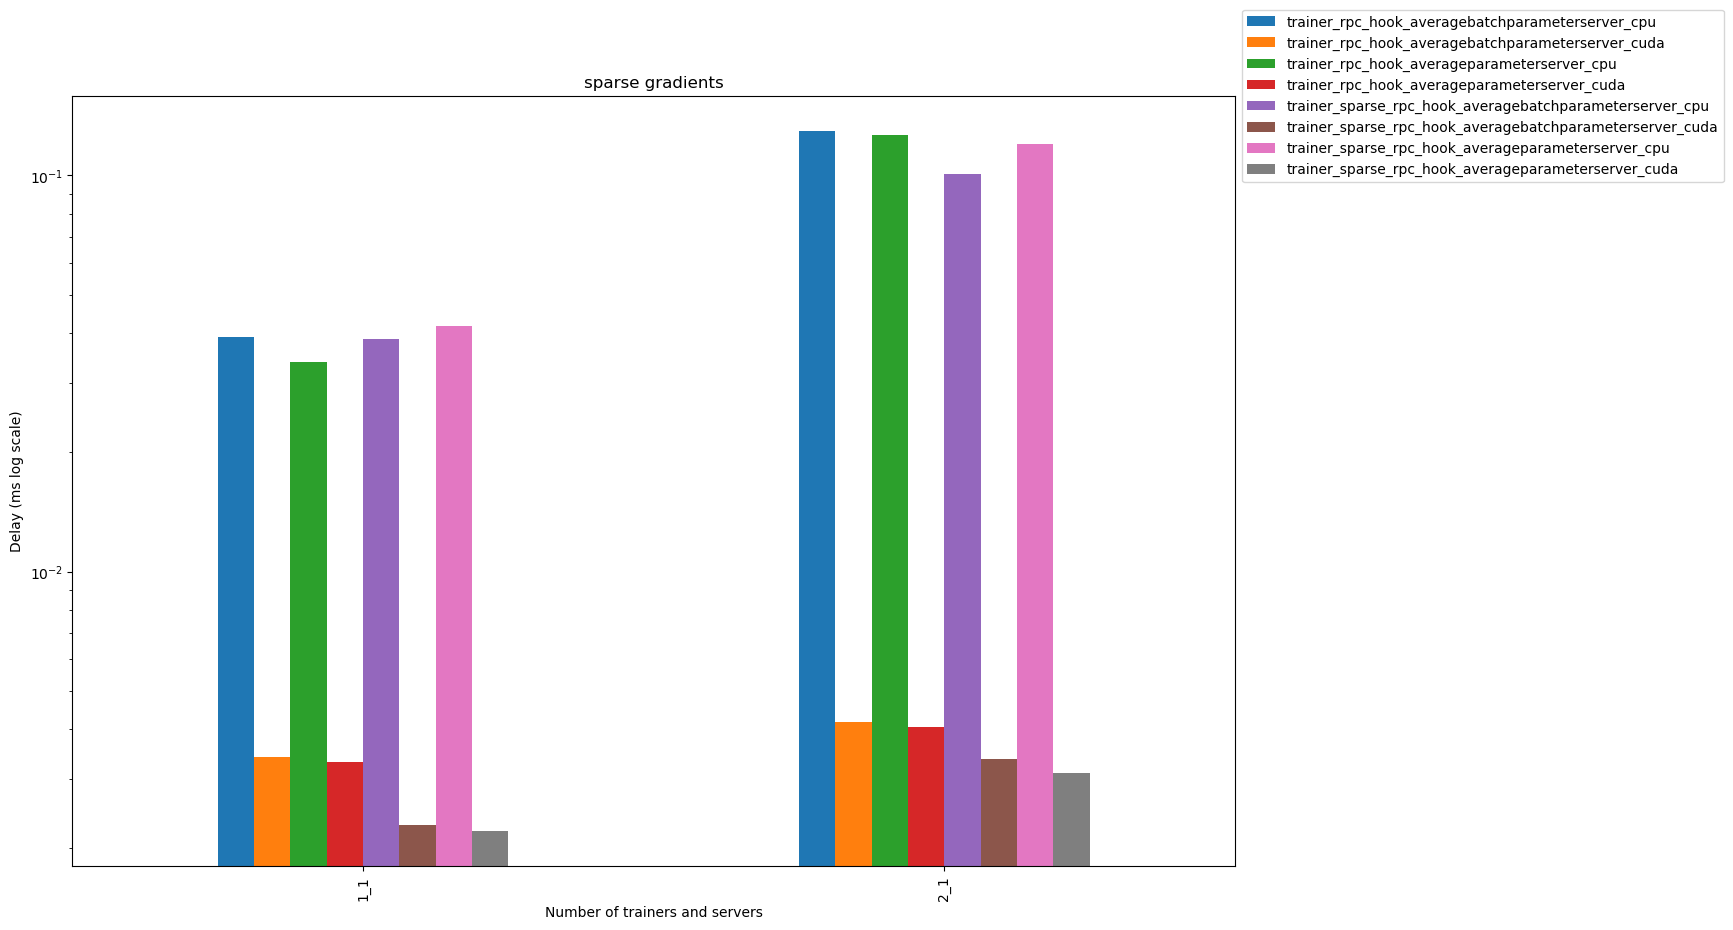 sparse gradients
trainer_rpc_hook_averagebatchparameterserver_cpu
trainer_rpc_hook_averagebatchparameterserver_cuda
trainer_rpc_hook_averageparameterserver_cpu
trainer_rpc_hook_averageparameterserver_cuda
trainer_sparse_rpc_hook_averagebatchparameterserver_cpu
trainer_sparse_rpc_hook_averagebatchparameterserver_cuda
trainer_sparse_rpc_hook_averageparameterserver_cpu
trainer_sparse_rpc_hook_averageparameterserver_cuda
Delay (ms log scale)
10⁻¹
10⁻²
1_1
2_1
Number of trainers and servers